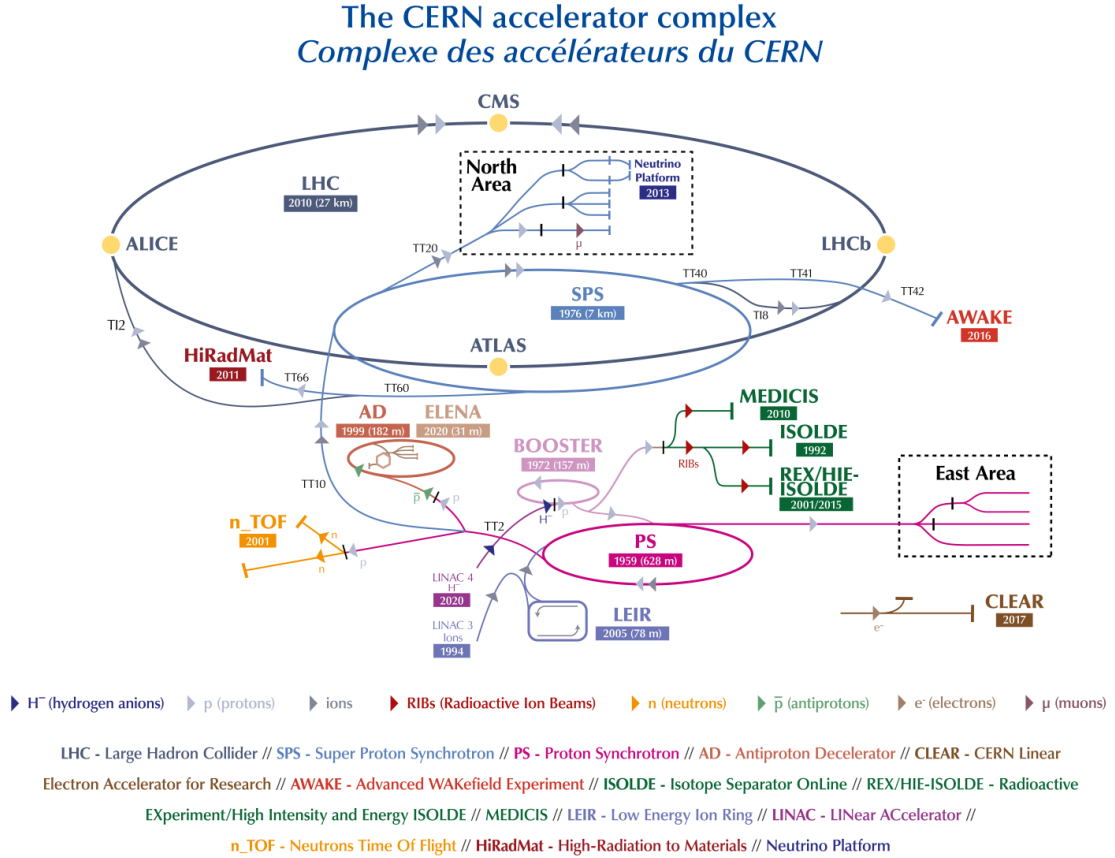 The CERN accelerator complex
Complexe des accélérateurs du CERN
CMS
North
Area
Neutrino
Platform
2013
LHC
2010 (27 km)
μ
ALICE
LHCb
TT20
TT40
TT41
TT42
SPS
1976 (7 km)
TI8
AWAKE
2016
TI2
ATLAS
HiRadMat
2011
TT66
TT60
AD
1999 (182 m)
ELENA
2020 (31 m)
MEDICIS
2010
BOOSTER
1972 (157 m)
ISOLDE
1992
RIBs
REX/HIE-
ISOLDE
2001/2015
East Area
TT10
p̅
p
H⁻
p
TT2
n_TOF
2001
n
n
p
PS
1959 (628 m)
LINAC 4
H⁻
2020
LINAC 3
Ions
1994
LEIR
2005 (78 m)
e⁻
CLEAR
2017
H⁻ (hydrogen anions)
p (protons)
ions
RIBs (Radioactive Ion Beams)
n (neutrons)
p̅ (antiprotons)
e⁻ (electrons)
μ (muons)
LHC - Large Hadron Collider // SPS - Super Proton Synchrotron // PS - Proton Synchrotron // AD - Antiproton Decelerator // CLEAR - CERN Linear
Electron Accelerator for Research // AWAKE - Advanced WAKefield Experiment // ISOLDE - Isotope Separator OnLine // REX/HIE-ISOLDE - Radioactive
EXperiment/High Intensity and Energy ISOLDE // MEDICIS // LEIR - Low Energy Ion Ring // LINAC - LINear ACcelerator //
n_TOF - Neutrons Time Of Flight // HiRadMat - High-Radiation to Materials // Neutrino Platform